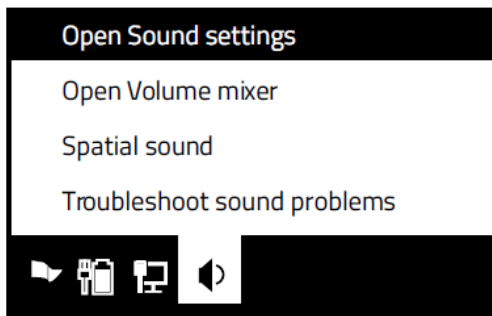 Open Sound settings
Open Volume mixer
Spatial sound
Troubleshoot sound problems